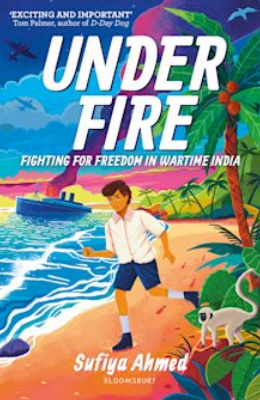 'EXCITING AND IMPORTANT'
Tom Palmer, author of D-Day Dog
UNDER
FIRE
FIGHTING FOR FREEDOM IN WARTIME INDIA
Sufiya Ahmed
BLOOMSBURY